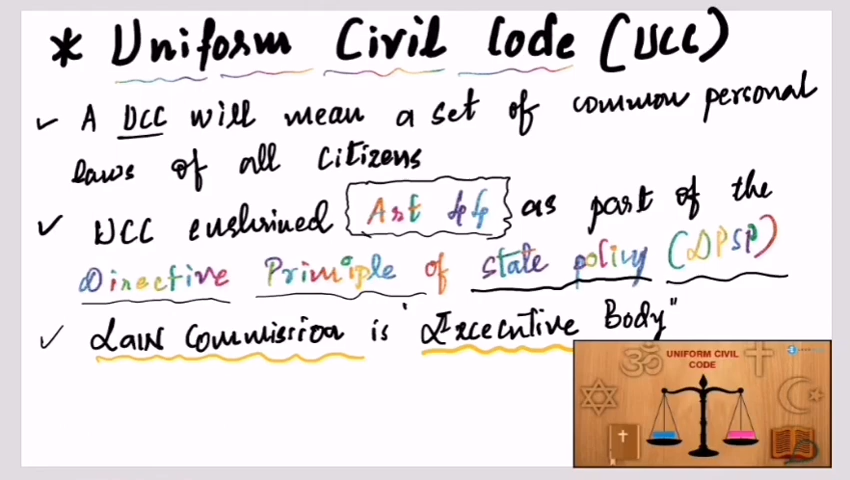 * Uniform Civil Code (UCC)
✓ A UCC will mean a set of common personal
laws of all citizens
✓ UCC enshrined Art 44 as part of the
Directive Principle of state policy (DPSP)
✓ Law Commission is "Executive Body"
UNIFORM CIVIL
CODE